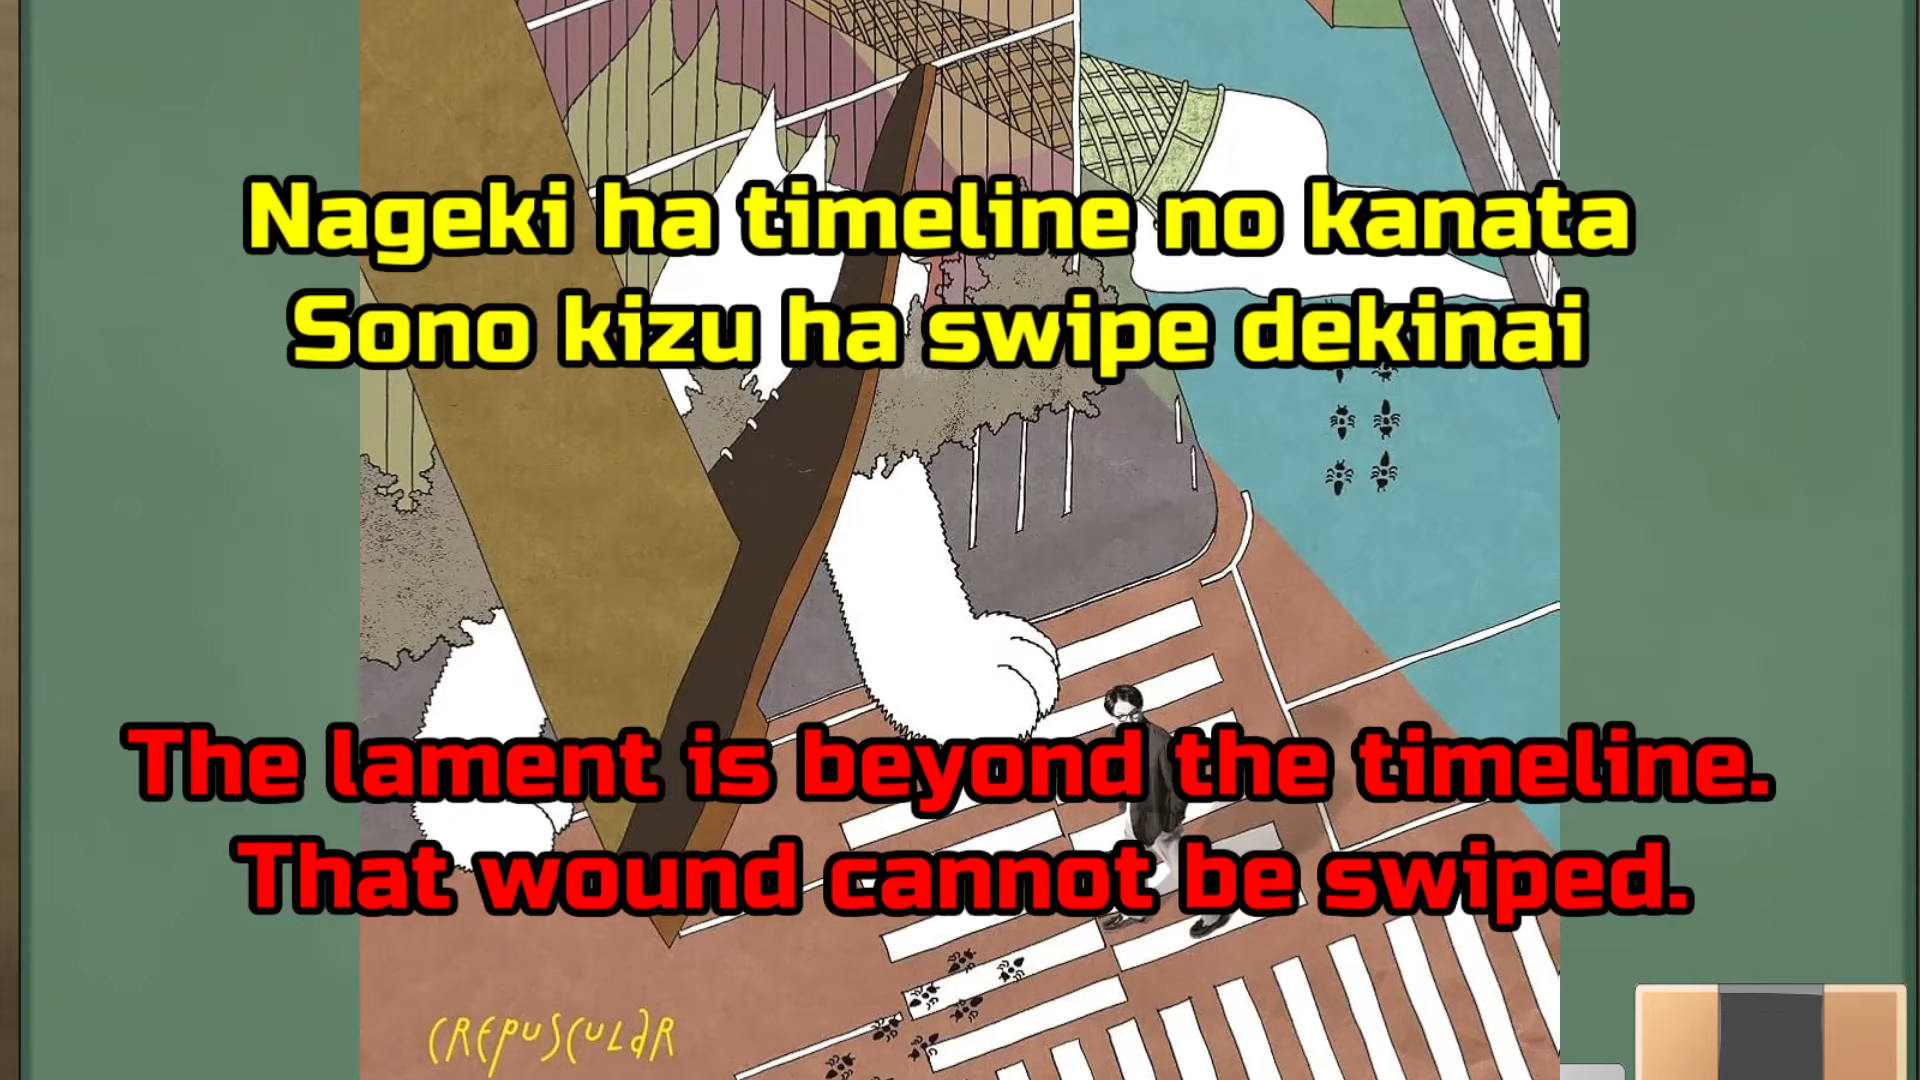 Nageki ha timeline no kanata
Sono kizu ha swipe dekinai
The lament is beyond the timeline.
That wound cannot be swiped.
CREPUSCULAR